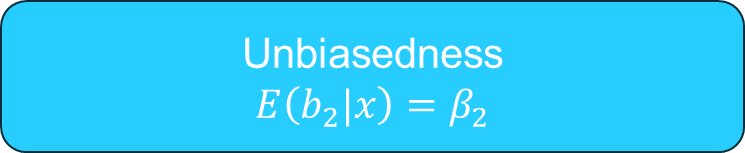 Unbiasedness
𝐸(𝑏₂|𝑥) = 𝛽₂